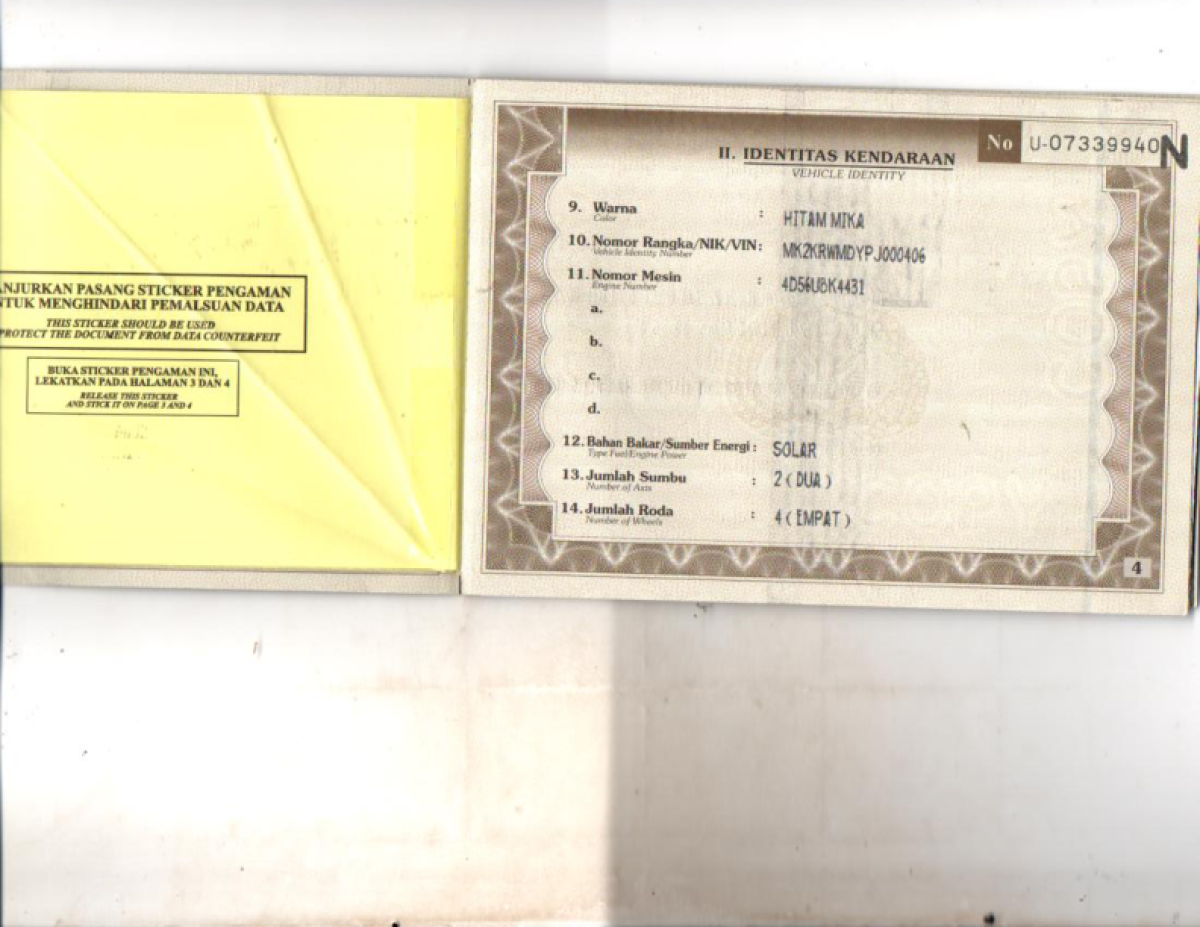 ANJURKAN PASANG STICKER PENGAMAN
NTUK MENGHINDARI PEMALSUAN DATA
THIS STICKER SHOULD BE USED
PROTECT THE DOCUMENT FROM DATA COUNTERFEIT
BUKA STICKER PENGAMAN INI,
LEKATKAN PADA HALAMAN 3 DAN 4
RELEASE THIS STICKER
AND STICK IT ON PAGE 3 AND 4
No U-07339940 N
II. IDENTITAS KENDARAAN
VEHICLE IDENTITY
9. Warna : HITAM MIKA
Color
10. Nomor Rangka/NIK/VIN: MK2KRWMDYPJ000406
Vehicle Identity Number
11. Nomor Mesin : 4D56UBK4431
Engine Number
a.
b.
c.
d.
12. Bahan Bakar/Sumber Energi : SOLAR
Type Fuel/Engine Power
13. Jumlah Sumbu : 2 ( DUA )
Number of Axis
14. Jumlah Roda : 4 ( EMPAT )
Number of Wheels
4